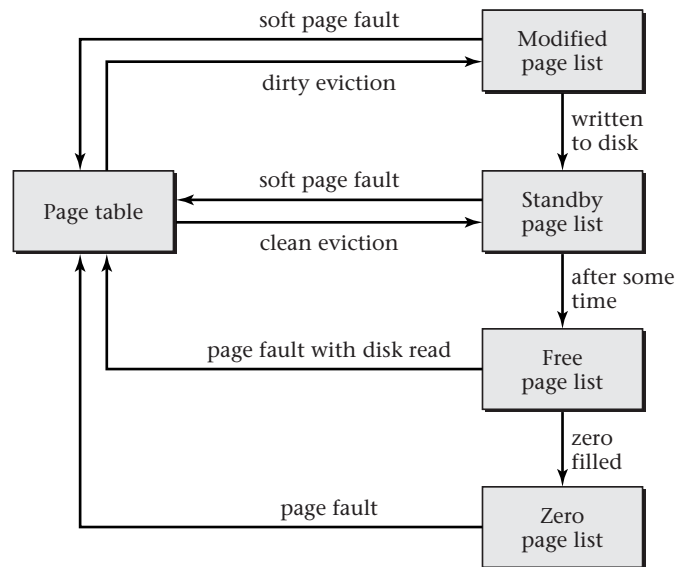 soft page fault
Modified
page list
dirty eviction
written
to disk
Page table
soft page fault
Standby
page list
clean eviction
after some
time
page fault with disk read
Free
page list
zero
filled
page fault
Zero
page list